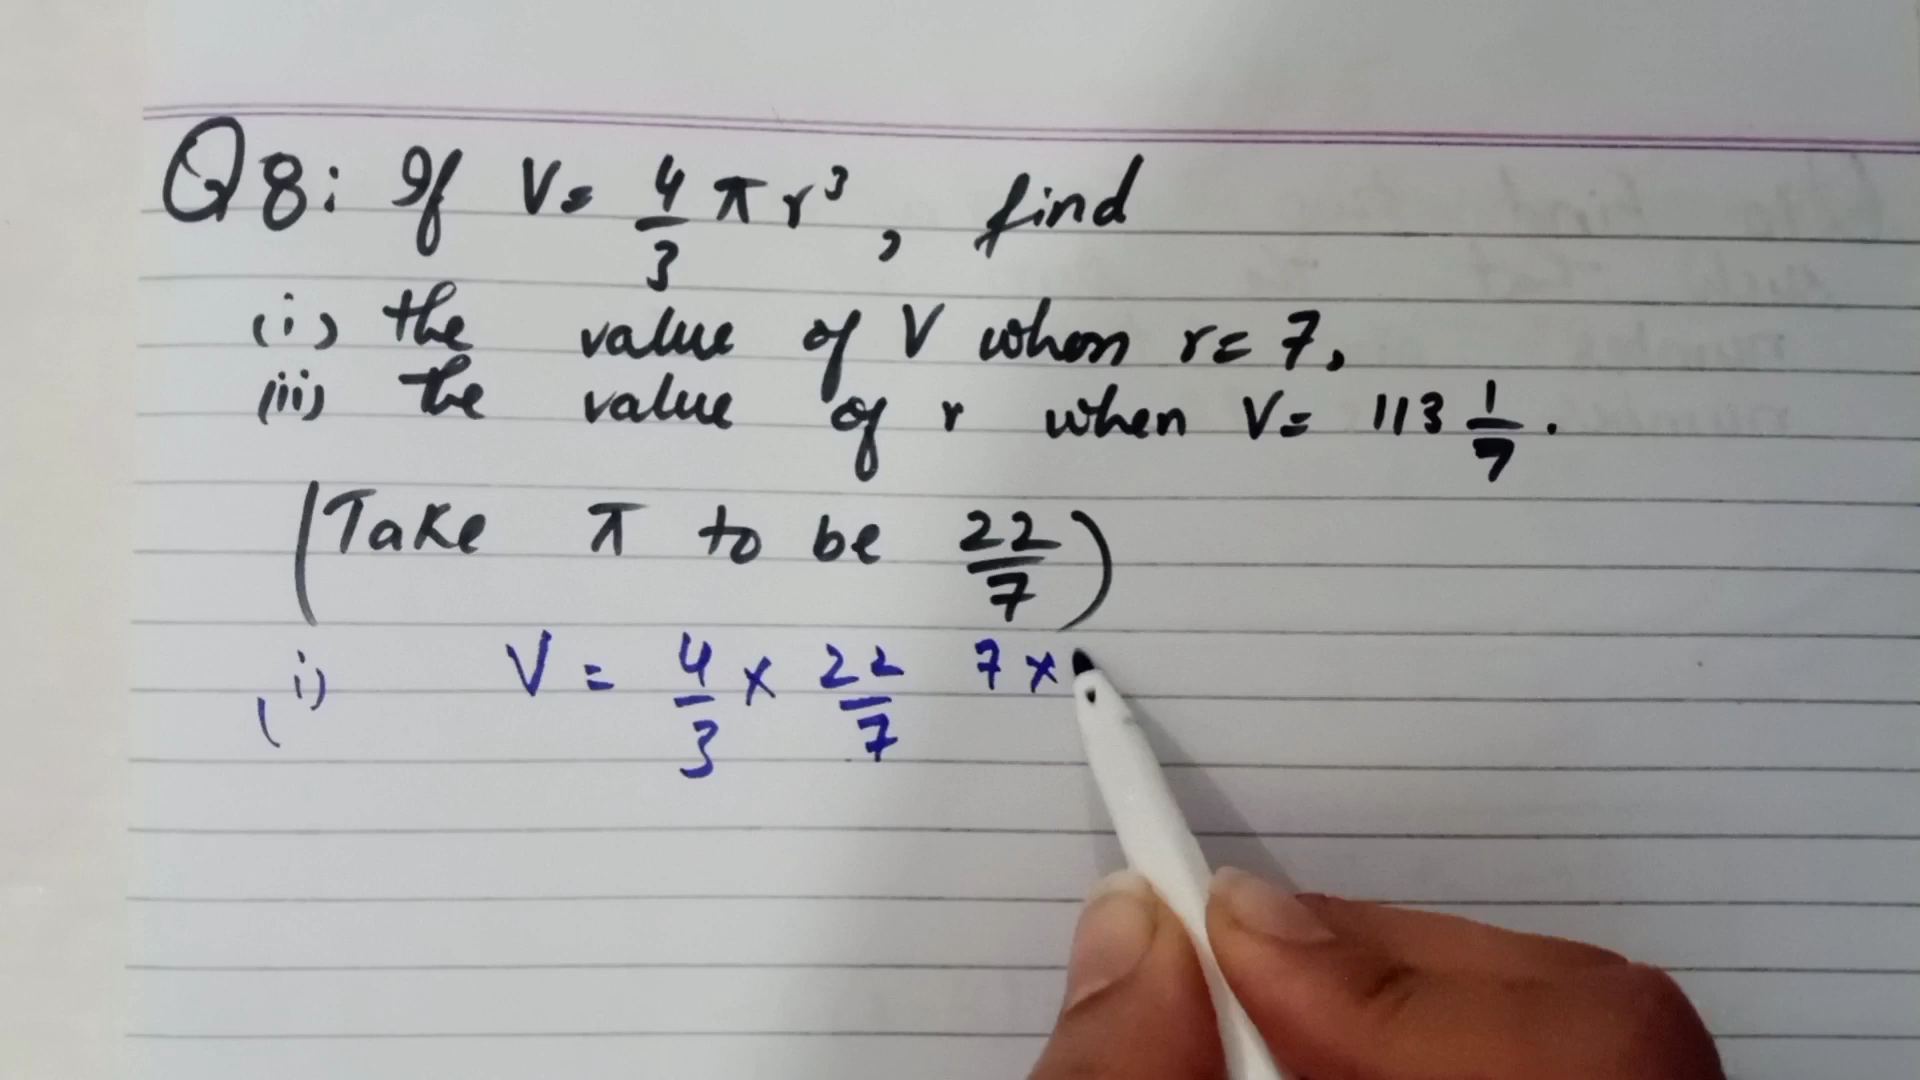 Q8: If V = 4/3 π r³, find
(i) the value of V when r = 7,
(ii) the value of r when V = 113 1/7.
(Take π to be 22/7)
(i) V = 4/3 × 22/7 7 ×